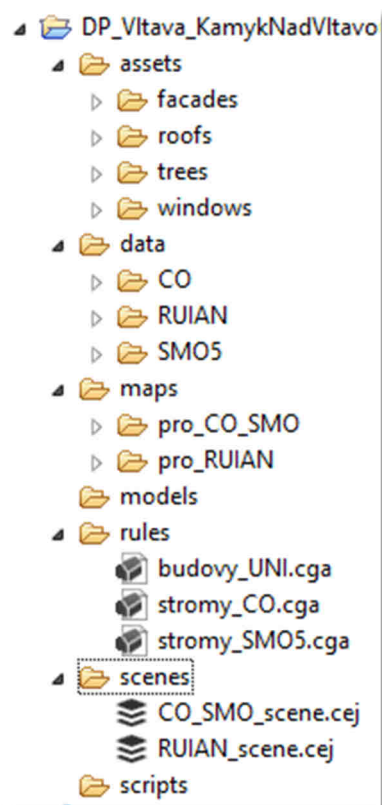 DP_Vltava_KamykNadVltavo
assets
facades
roofs
trees
windows
data
CO
RUIAN
SMO5
maps
pro_CO_SMO
pro_RUIAN
models
rules
budovy_UNI.cga
stromy_CO.cga
stromy_SMO5.cga
scenes
CO_SMO_scene.cej
RUIAN_scene.cej
scripts